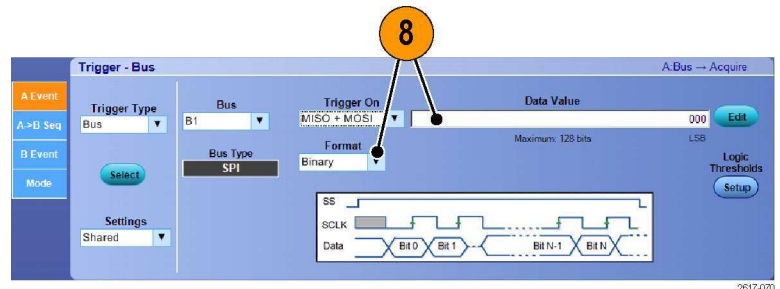 8
Trigger - Bus
A:Bus → Acquire
A Event
A->B Seq
B Event
Mode
Trigger Type
Bus
Select
Settings
Shared
Bus
B1
Bus Type
SPI
Trigger On
MISO + MOSI
Format
Binary
Data Value
000
Edit
Maximum: 128 bits
LSB
Logic
Thresholds
Setup
SS
SCLK
Data Bit 0 Bit 1 Bit N-1 Bit N
2617-070